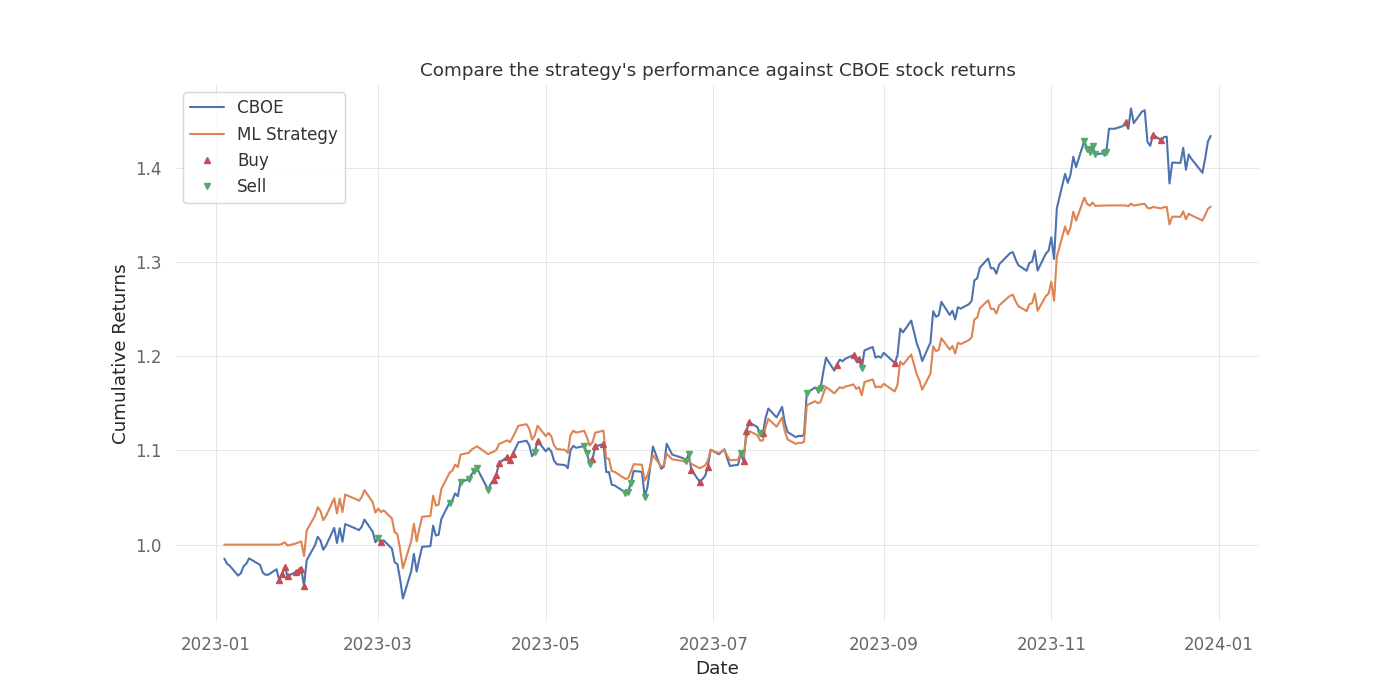 Compare the strategy's performance against CBOE stock returns
CBOE
ML Strategy
Buy
Sell
Cumulative Returns
1.4
1.3
1.2
1.1
1.0
2023-01
2023-03
2023-05
2023-07
2023-09
2023-11
2024-01
Date